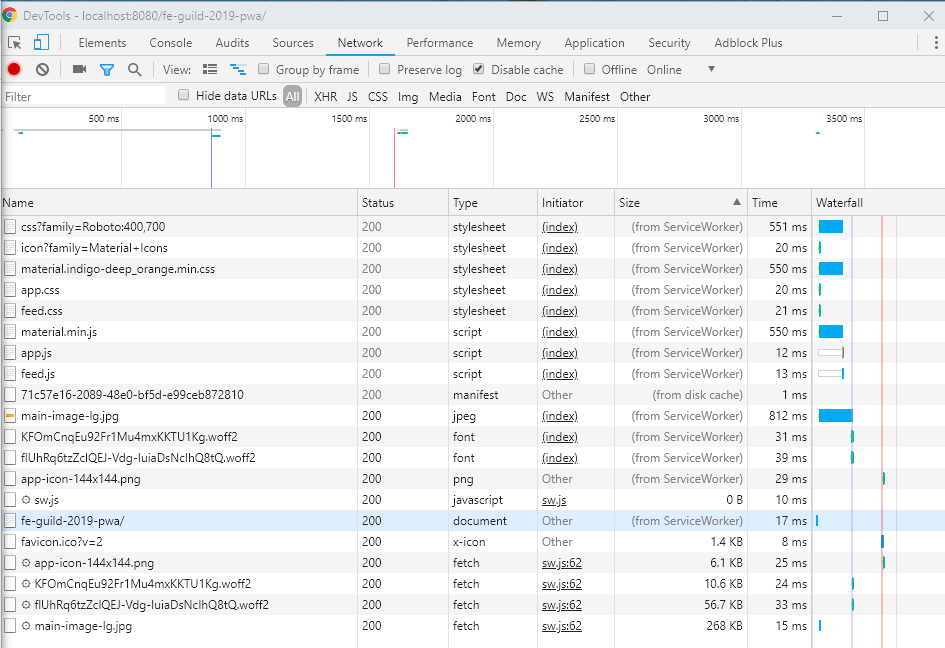 DevTools - localhost:8080/fe-guild-2019-pwa/
Elements Console Audits Sources Network Performance Memory Application Security Adblock Plus
View: Group by frame Preserve log Disable cache Offline Online
Filter Hide data URLs All XHR JS CSS Img Media Font Doc WS Manifest Other
500 ms 1000 ms 1500 ms 2000 ms 2500 ms 3000 ms 3500 ms
Name Status Type Initiator Size Time Waterfall
css?family=Roboto:400,700 200 stylesheet (index) (from ServiceWorker) 551 ms
icon?family=Material+Icons 200 stylesheet (index) (from ServiceWorker) 20 ms
material.indigo-deep_orange.min.css 200 stylesheet (index) (from ServiceWorker) 550 ms
app.css 200 stylesheet (index) (from ServiceWorker) 20 ms
feed.css 200 stylesheet (index) (from ServiceWorker) 21 ms
material.min.js 200 script (index) (from ServiceWorker) 550 ms
app.js 200 script (index) (from ServiceWorker) 12 ms
feed.js 200 script (index) (from ServiceWorker) 13 ms
71c57e16-2089-48e0-bf5d-e99ceb872810 200 manifest Other (from disk cache) 1 ms
main-image-lg.jpg 200 jpeg (index) (from ServiceWorker) 812 ms
KFOmCnqEu92Fr1Mu4mxKKTU1Kg.woff2 200 font (index) (from ServiceWorker) 31 ms
flUhRq6tzZclQEJ-Vdg-IuiaDsNcIhQ8tQ.woff2 200 font (index) (from ServiceWorker) 39 ms
app-icon-144x144.png 200 png Other (from ServiceWorker) 29 ms
sw.js 200 javascript sw.js 0 B 10 ms
fe-guild-2019-pwa/ 200 document Other (from ServiceWorker) 17 ms
favicon.ico?v=2 200 x-icon Other 1.4 KB 8 ms
app-icon-144x144.png 200 fetch sw.js:62 6.1 KB 25 ms
KFOmCnqEu92Fr1Mu4mxKKTU1Kg.woff2 200 fetch sw.js:62 10.6 KB 24 ms
flUhRq6tzZclQEJ-Vdg-IuiaDsNcIhQ8tQ.woff2 200 fetch sw.js:62 56.7 KB 33 ms
main-image-lg.jpg 200 fetch sw.js:62 268 KB 15 ms